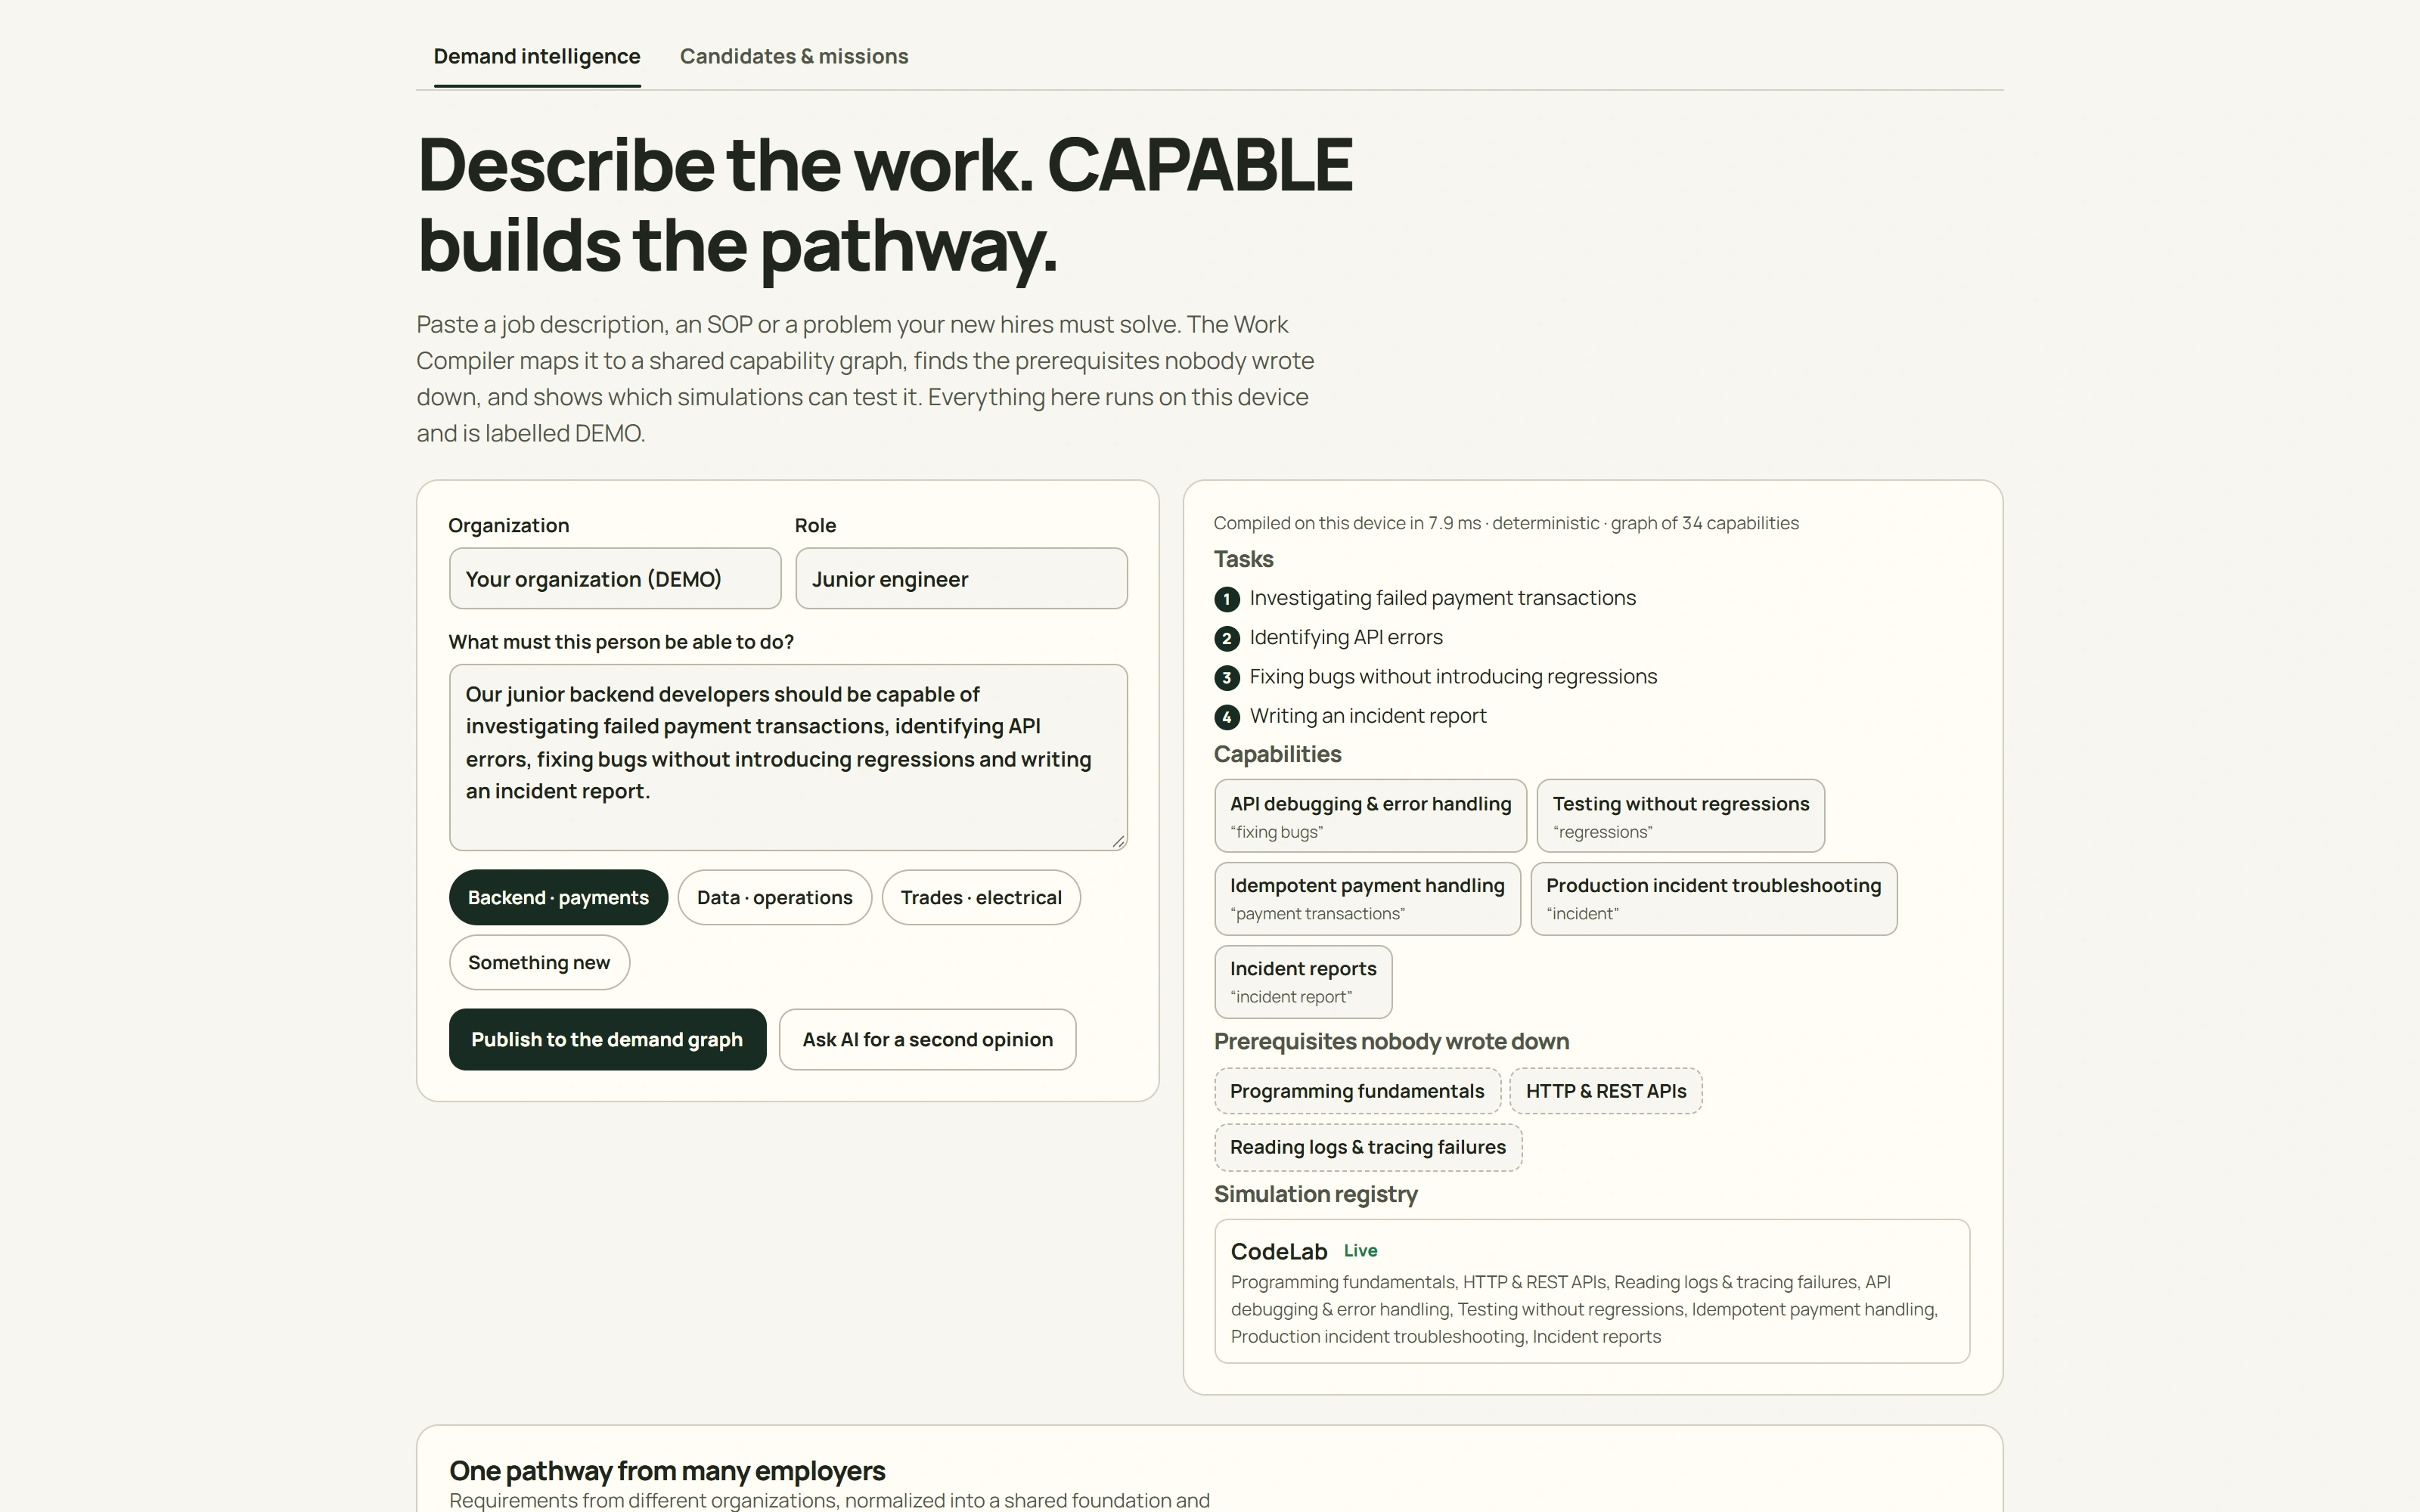 Demand intelligence
Candidates & missions
Describe the work. CAPABLE
builds the pathway.
Paste a job description, an SOP or a problem your new hires must solve. The Work
Compiler maps it to a shared capability graph, finds the prerequisites nobody wrote
down, and shows which simulations can test it. Everything here runs on this device
and is labelled DEMO.
Organization
Role
Your organization (DEMO)
Junior engineer
What must this person be able to do?
Our junior backend developers should be capable of
investigating failed payment transactions, identifying API
errors, fixing bugs without introducing regressions and writing
an incident report.
Backend · payments
Data · operations
Trades · electrical
Something new
Publish to the demand graph
Ask AI for a second opinion
Compiled on this device in 7.9 ms · deterministic · graph of 34 capabilities
Tasks
1 Investigating failed payment transactions
2 Identifying API errors
3 Fixing bugs without introducing regressions
4 Writing an incident report
Capabilities
API debugging & error handling
“fixing bugs”
Testing without regressions
“regressions”
Idempotent payment handling
“payment transactions”
Production incident troubleshooting
“incident”
Incident reports
“incident report”
Prerequisites nobody wrote down
Programming fundamentals
HTTP & REST APIs
Reading logs & tracing failures
Simulation registry
CodeLab Live
Programming fundamentals, HTTP & REST APIs, Reading logs & tracing failures, API
debugging & error handling, Testing without regressions, Idempotent payment handling,
Production incident troubleshooting, Incident reports
One pathway from many employers
Requirements from different organizations, normalized into a shared foundation and